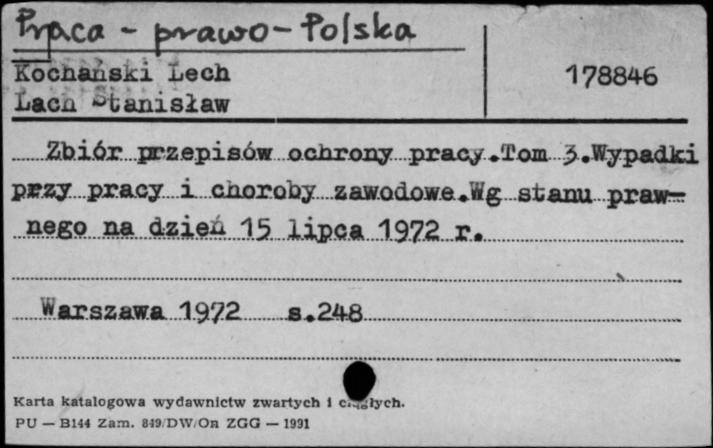 Praca - prawo - Polska
Kochański Lech
178846
Lach Stanisław
Zbiór przepisów ochrony pracy.Tom 3.Wypadki
przy pracy i choroby zawodowe.Wg stanu praw=
nego na dzień 15 lipca 1972 r.
Warszawa 1972 s.248
Karta katalogowa wydawnictw zwartych i ciągłych.
PU — B144 Zam. 849/DW/On ZGG — 1991